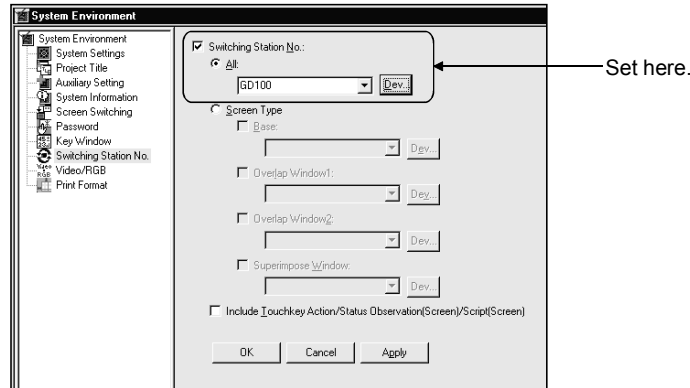 System Environment
System Environment
System Settings
Project Title
Auxiliary Setting
System Information
Screen Switching
Password
Key Window
Switching Station No.
Video/RGB
Print Format
Switching Station No.:
All:
GD100
Dev...
Screen Type
Base:
Dev...
Overlap Window1:
Dev...
Overlap Window2:
Dev...
Superimpose Window:
Dev...
Include Touchkey Action/Status Observation(Screen)/Script(Screen)
OK
Cancel
Apply
Set here.